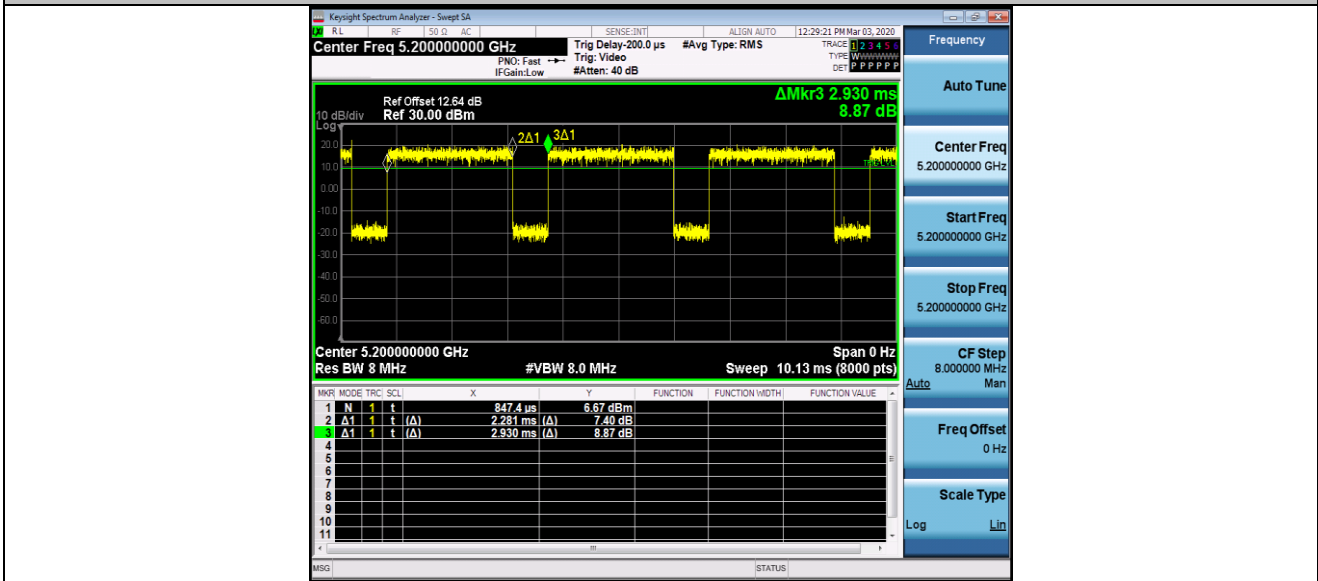 Keysight Spectrum Analyzer - Swept SA
RL RF 50 Ω AC SENSE:INT ALIGN AUTO 12:29:21 PM Mar 03, 2020
Center Freq 5.200000000 GHz
PNO: Fast
IFGain:Low
Trig Delay-200.0 µs
Trig: Video
#Atten: 40 dB
#Avg Type: RMS
TRACE 1 2 3 4 5 6
TYPE WWWWWW
DET P P P P P P
Frequency
Auto Tune
Center Freq
5.200000000 GHz
Start Freq
5.200000000 GHz
Stop Freq
5.200000000 GHz
CF Step
8.000000 MHz
Auto Man
Freq Offset
0 Hz
Scale Type
Log Lin
ΔMkr3 2.930 ms
8.87 dB
Ref Offset 12.64 dB
10 dB/div Ref 30.00 dBm
Log
2Δ1 3Δ1
20.0
10.0
0.00
-10.0
-20.0
-30.0
-40.0
-50.0
-60.0
Center 5.200000000 GHz Span 0 Hz
Res BW 8 MHz #VBW 8.0 MHz Sweep 10.13 ms (8000 pts)
MKR MODE TRC SCL X Y FUNCTION FUNCTION WIDTH FUNCTION VALUE
1 N 1 t 847.4 µs 6.67 dBm
2 Δ1 1 t (Δ) 2.281 ms (Δ) 7.40 dB
3 Δ1 1 t (Δ) 2.930 ms (Δ) 8.87 dB
4
5
6
7
8
9
10
11
MSG STATUS